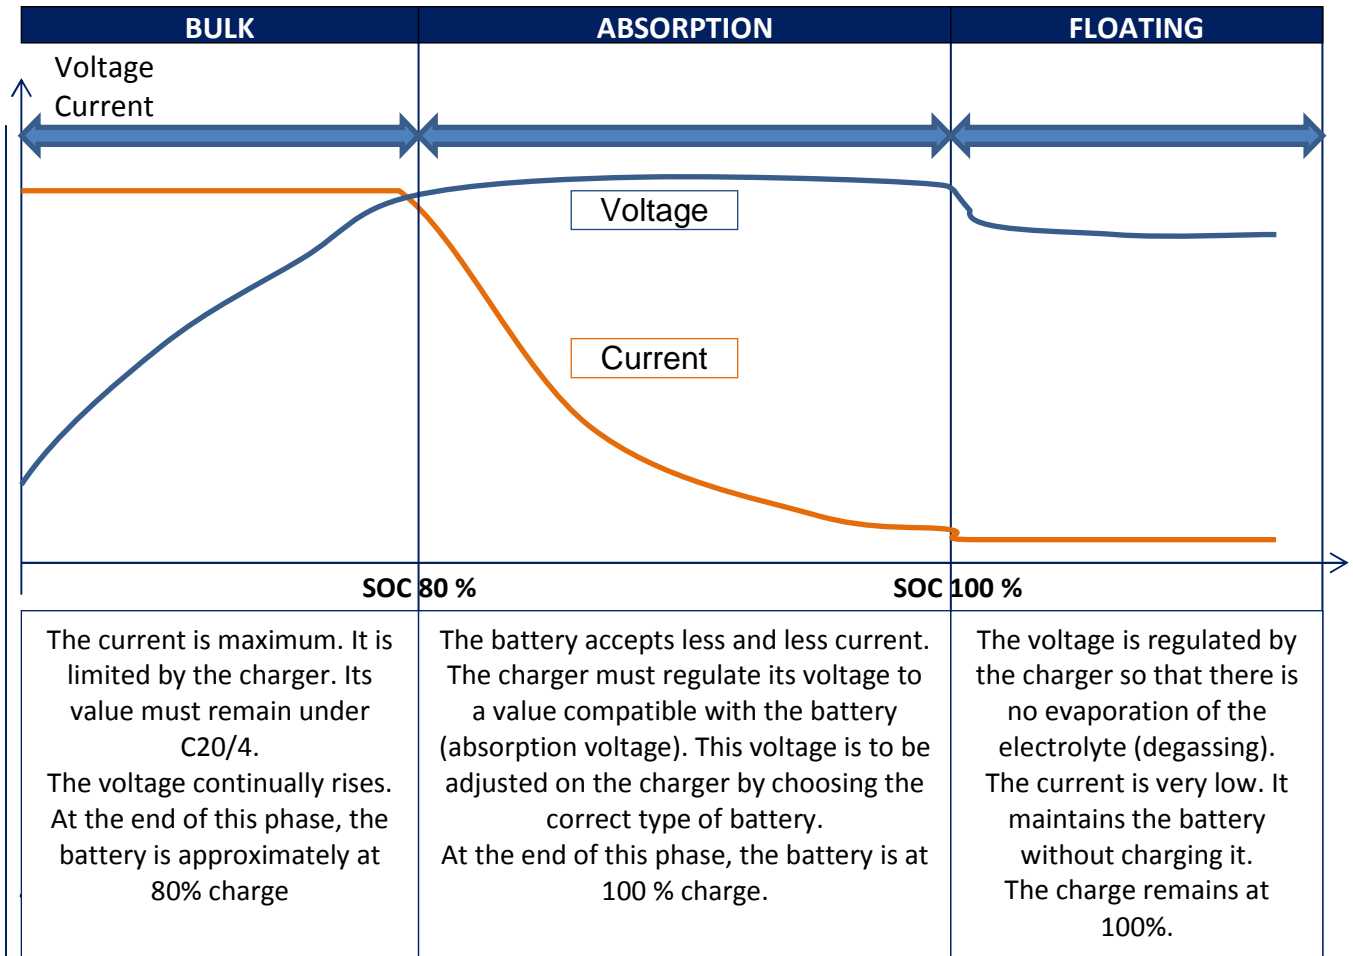 BULK
ABSORPTION
FLOATING
Voltage
Current
Voltage
Current
SOC 80 %
SOC 100 %
The current is maximum. It is
limited by the charger. Its
value must remain under
C20/4.
The voltage continually rises.
At the end of this phase, the
battery is approximately at
80% charge
The battery accepts less and less current.
The charger must regulate its voltage to
a value compatible with the battery
(absorption voltage). This voltage is to be
adjusted on the charger by choosing the
correct type of battery.
At the end of this phase, the battery is at
100 % charge.
The voltage is regulated by
the charger so that there is
no evaporation of the
electrolyte (degassing).
The current is very low. It
maintains the battery
without charging it.
The charge remains at
100%.